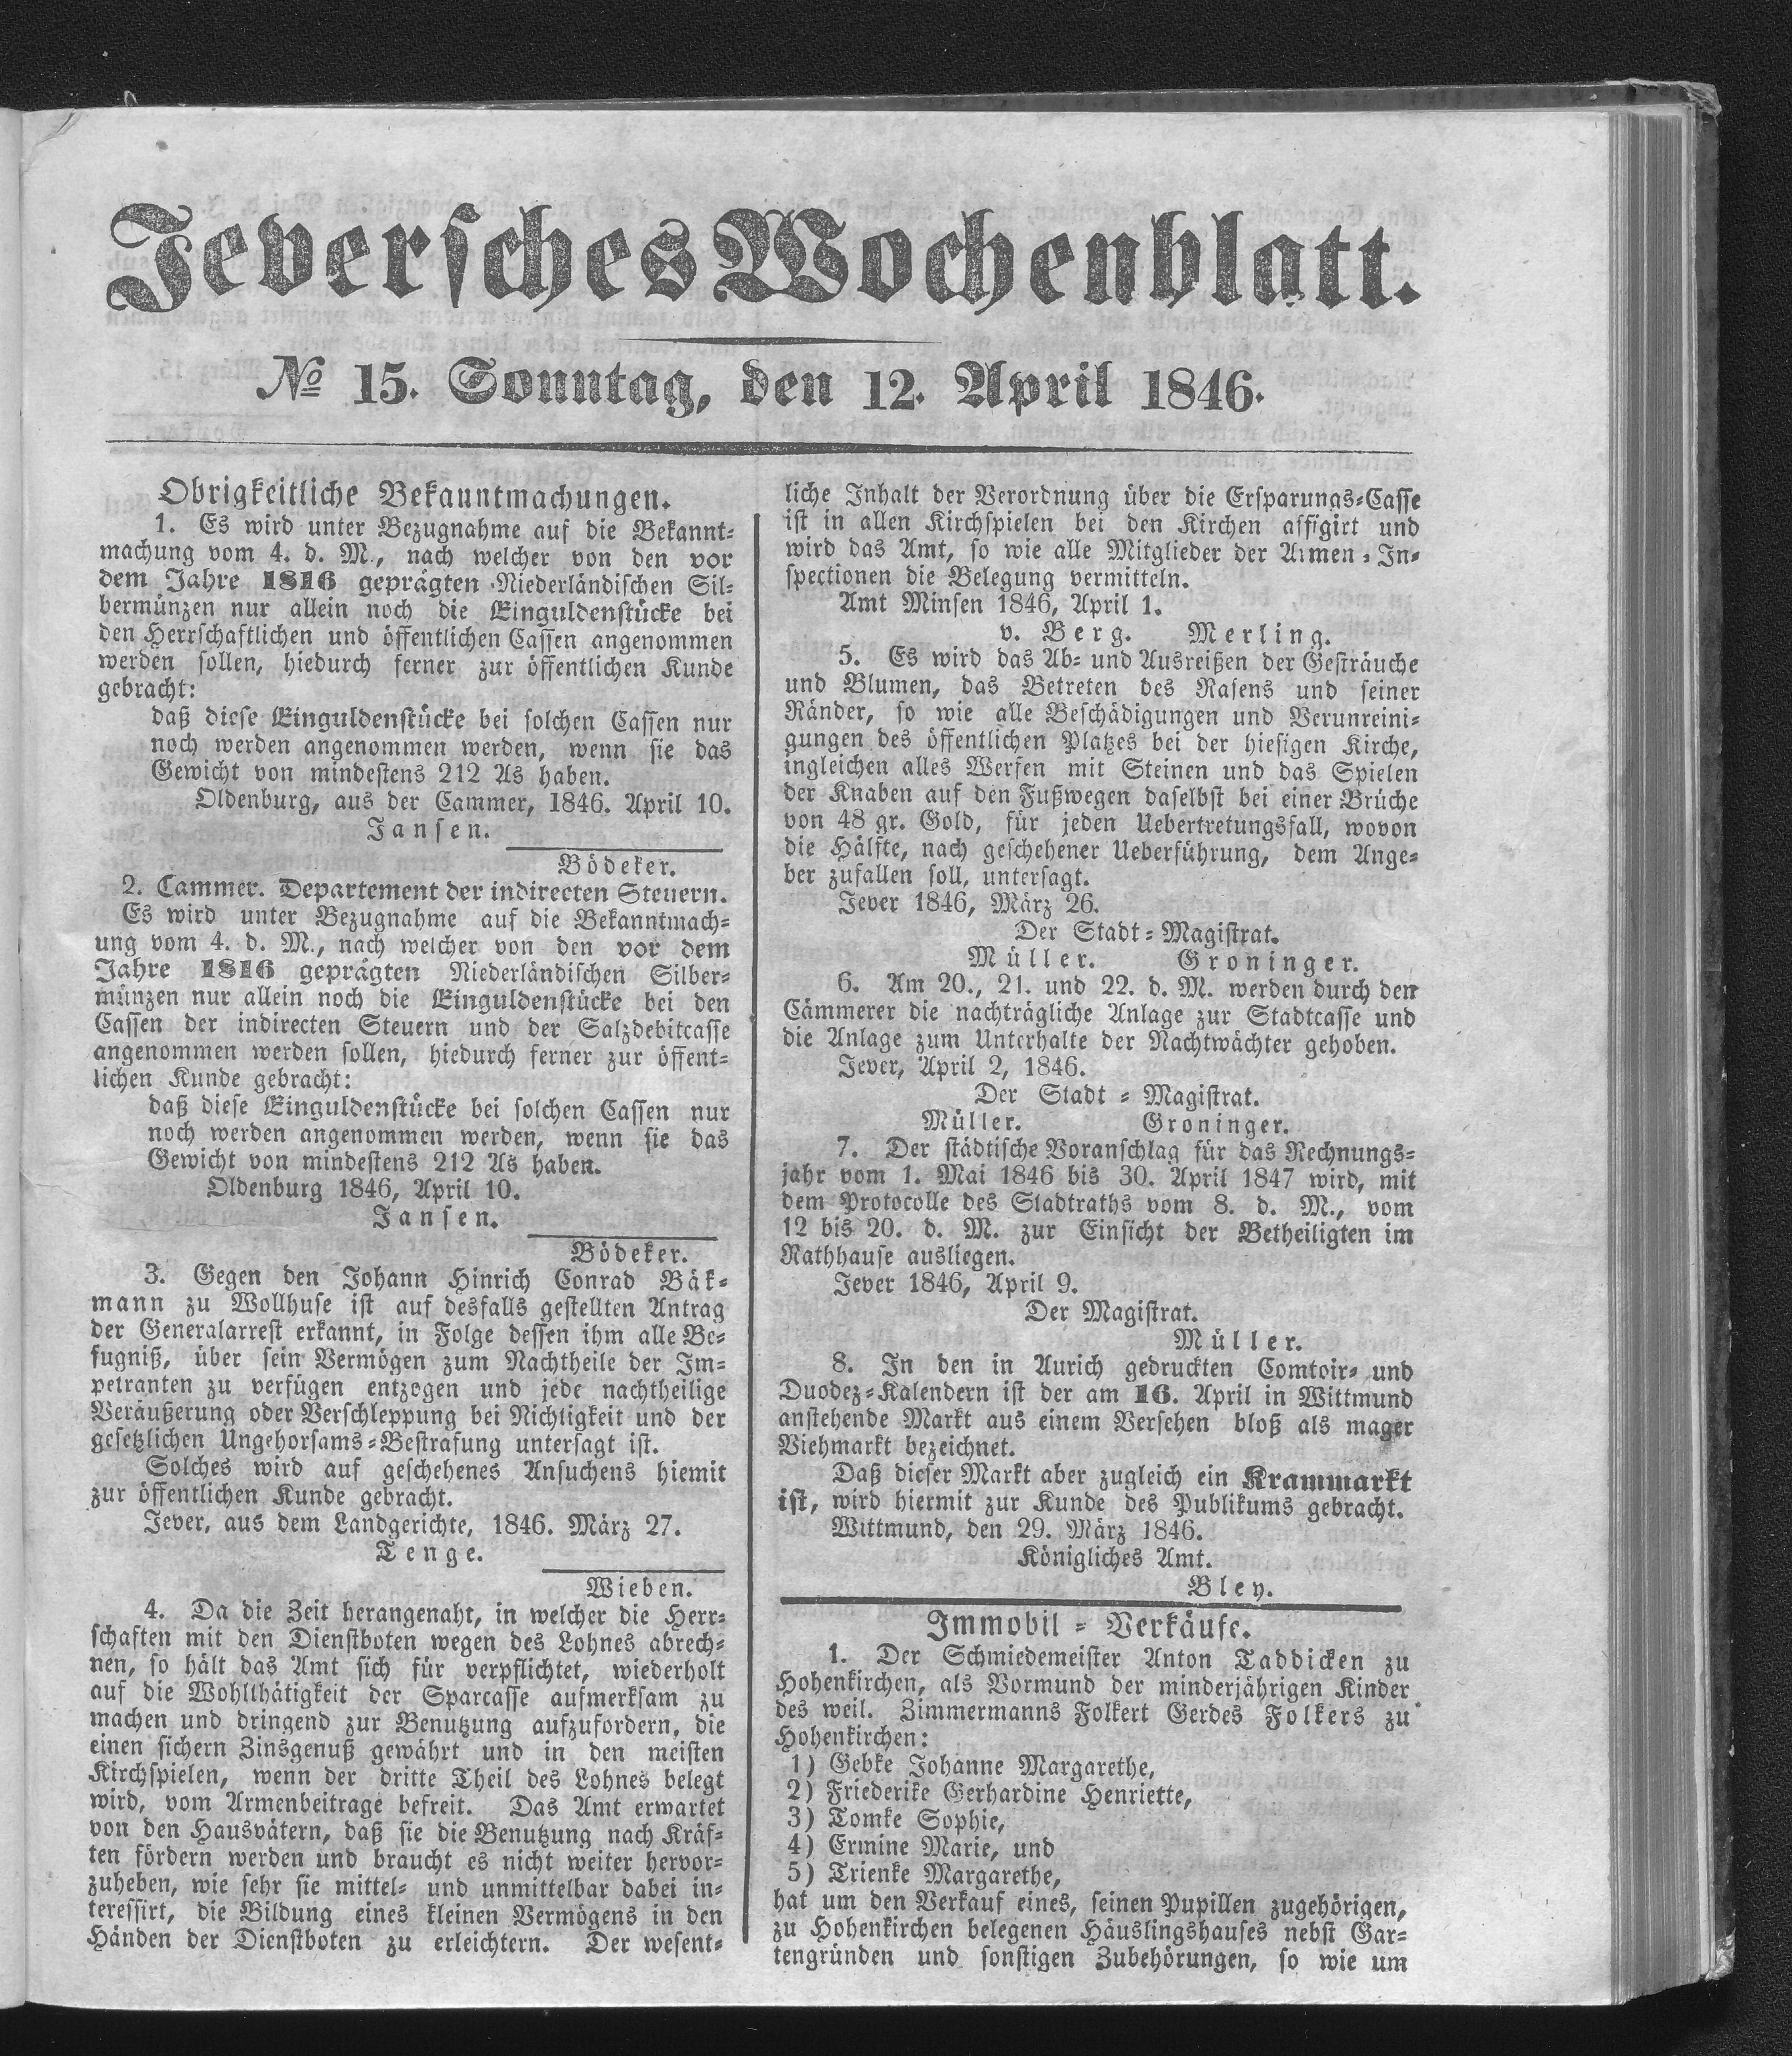 Jeversches Wochenblatt.
№ 15. Sonntag, den 12. April 1846.
Obrigkeitliche Bekanntmachungen.
1. Es wird unter Bezugnahme auf die Bekannt-
machung vom 4. d. M., nach welcher von den vor
dem Jahre 1816 geprägten Niederländischen Sil-
bermünzen nur allein noch die Einguldenstücke bei
den Herrschaftlichen und öffentlichen Cassen angenommen
werden sollen, hiedurch ferner zur öffentlichen Kunde
gebracht:
daß diese Einguldenstücke bei solchen Cassen nur
noch werden angenommen werden, wenn sie das
Gewicht von mindestens 212 As haben.
Oldenburg, aus der Cammer, 1846. April 10.
Jansen.
Bödeker.
2. Cammer. Departement der indirecten Steuern.
Es wird unter Bezugnahme auf die Bekanntmach-
ung vom 4. d. M., nach welcher von den vor dem
Jahre 1816 geprägten Niederländischen Silber-
münzen nur allein noch die Einguldenstücke bei den
Cassen der indirecten Steuern und der Salzdebitcasse
angenommen werden sollen, hiedurch ferner zur öffent-
lichen Kunde gebracht:
daß diese Einguldenstücke bei solchen Cassen nur
noch werden angenommen werden, wenn sie das
Gewicht von mindestens 212 As haben.
Oldenburg 1846, April 10.
Jansen.
Bödeker.
3. Gegen den Johann Hinrich Conrad Bäk-
mann zu Wollhuse ist auf desfalls gestellten Antrag
der Generalarrest erkannt, in Folge dessen ihm alle Be-
fugniß, über sein Vermögen zum Nachtheile der Im-
petranten zu verfügen entzogen und jede nachtheilige
Veräußerung oder Verschleppung bei Nichtigkeit und der
gesetzlichen Ungehorsams-Bestrafung untersagt ist.
Solches wird auf geschehenes Ansuchens hiemit
zur öffentlichen Kunde gebracht.
Jever, aus dem Landgerichte, 1846. März 27.
Tenge.
Wieben.
4. Da die Zeit herangenaht, in welcher die Herr-
schaften mit den Dienstboten wegen des Lohnes abrech-
nen, so hält das Amt sich für verpflichtet, wiederholt
auf die Wohlthätigkeit der Sparcasse aufmerksam zu
machen und dringend zur Benutzung aufzufordern, die
einen sichern Zinsgenuß gewährt und in den meisten
Kirchspielen, wenn der dritte Theil des Lohnes belegt
wird, vom Armenbeitrage befreit. Das Amt erwartet
von den Hausvätern, daß sie die Benutzung nach Kräf-
ten fördern werden und braucht es nicht weiter hervor-
zuheben, wie sehr sie mittel- und unmittelbar dabei in-
teressirt, die Bildung eines kleinen Vermögens in den
Händen der Dienstboten zu erleichtern. Der wesent-
liche Inhalt der Verordnung über die Ersparungs-Casse
ist in allen Kirchspielen bei den Kirchen affigirt und
wird das Amt, so wie alle Mitglieder der Armen-In-
spectionen die Belegung vermitteln.
Amt Minsen 1846, April 1.
v. Berg. Merling.
5. Es wird das Ab- und Ausreißen der Gesträuche
und Blumen, das Betreten des Rasens und seiner
Ränder, so wie alle Beschädigungen und Verunreini-
gungen des öffentlichen Platzes bei der hiesigen Kirche,
ingleichen alles Werfen mit Steinen und das Spielen
der Knaben auf den Fußwegen daselbst bei einer Brüche
von 48 gr. Gold, für jeden Uebertretungsfall, wovon
die Hälfte, nach geschehener Ueberführung, dem Ange-
ber zufallen soll, untersagt.
Jever 1846, März 26.
Der Stadt-Magistrat.
Müller. Groninger.
6. Am 20., 21. und 22. d. M. werden durch den
Cämmerer die nachträgliche Anlage zur Stadtcasse und
die Anlage zum Unterhalte der Nachtwächter gehoben.
Jever, April 2, 1846.
Der Stadt-Magistrat.
Müller. Groninger.
7. Der städtische Voranschlag für das Rechnungs-
jahr vom 1. Mai 1846 bis 30. April 1847 wird, mit
dem Protocolle des Stadtraths vom 8. d. M., vom
12 bis 20. d. M. zur Einsicht der Betheiligten im
Rathhause ausliegen.
Jever 1846, April 9.
Der Magistrat.
Müller.
8. In den in Aurich gedruckten Comtoir- und
Duodez-Kalendern ist der am 16. April in Wittmund
anstehende Markt aus einem Versehen bloß als mager
Viehmarkt bezeichnet.
Daß dieser Markt aber zugleich ein Krammarkt
ist, wird hiermit zur Kunde des Publikums gebracht.
Wittmund, den 29. März 1846.
Königliches Amt.
Bley.
Immobil-Verkäufe.
1. Der Schmiedemeister Anton Taddicken zu
Hohenkirchen, als Vormund der minderjährigen Kinder
des weil. Zimmermanns Folkert Gerdes Folkers zu
Hohenkirchen:
1) Gebke Johanne Margarethe,
2) Friederike Gerhardine Henriette,
3) Tomke Sophie,
4) Ermine Marie, und
5) Trienke Margarethe,
hat um den Verkauf eines, seinen Pupillen zugehörigen,
zu Hohenkirchen belegenen Häuslingshauses nebst Gar-
tengründen und sonstigen Zubehörungen, so wie um